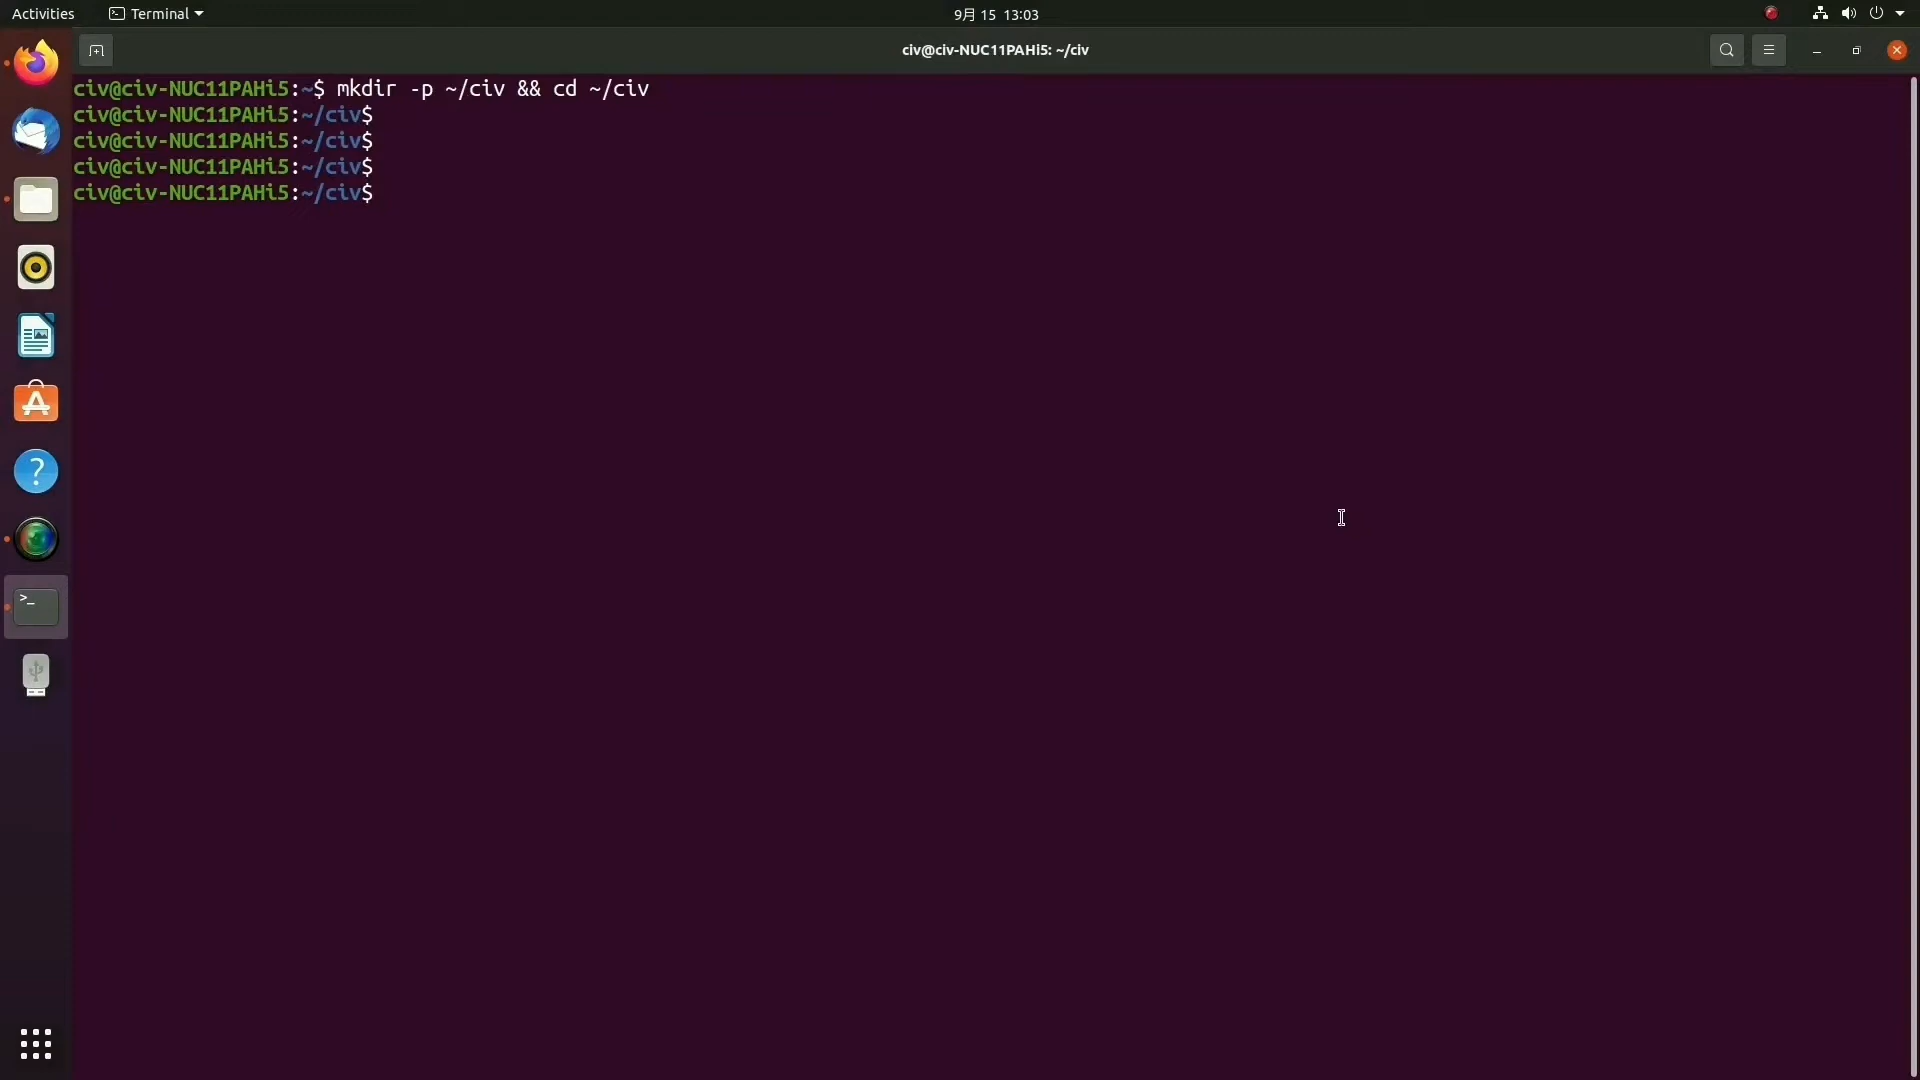 Activities Terminal 9月 15 13:03
civ@civ-NUC11PAHi5: ~/civ
civ@civ-NUC11PAHi5:~$ mkdir -p ~/civ && cd ~/civ
civ@civ-NUC11PAHi5:~/civ$
civ@civ-NUC11PAHi5:~/civ$
civ@civ-NUC11PAHi5:~/civ$
civ@civ-NUC11PAHi5:~/civ$